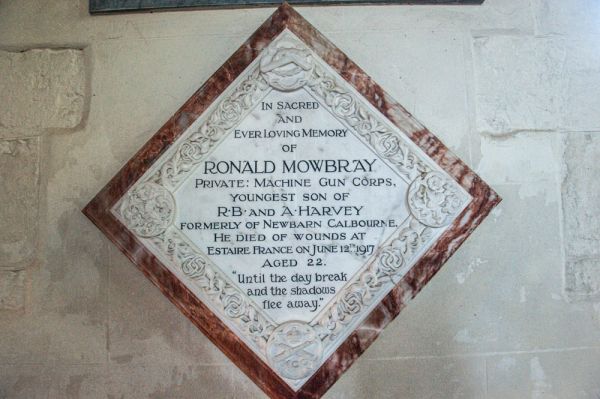 In Sacred
and
Ever Loving Memory
of
RONALD MOWBRAY
Private: Machine Gun Corps,
youngest son of
R·B· and A·HARVEY
formerly of Newbarn Calbourne.
He died of wounds at
Estaire France on June 12th 1917
aged 22.
"Until the day break
and the shadows
flee away."